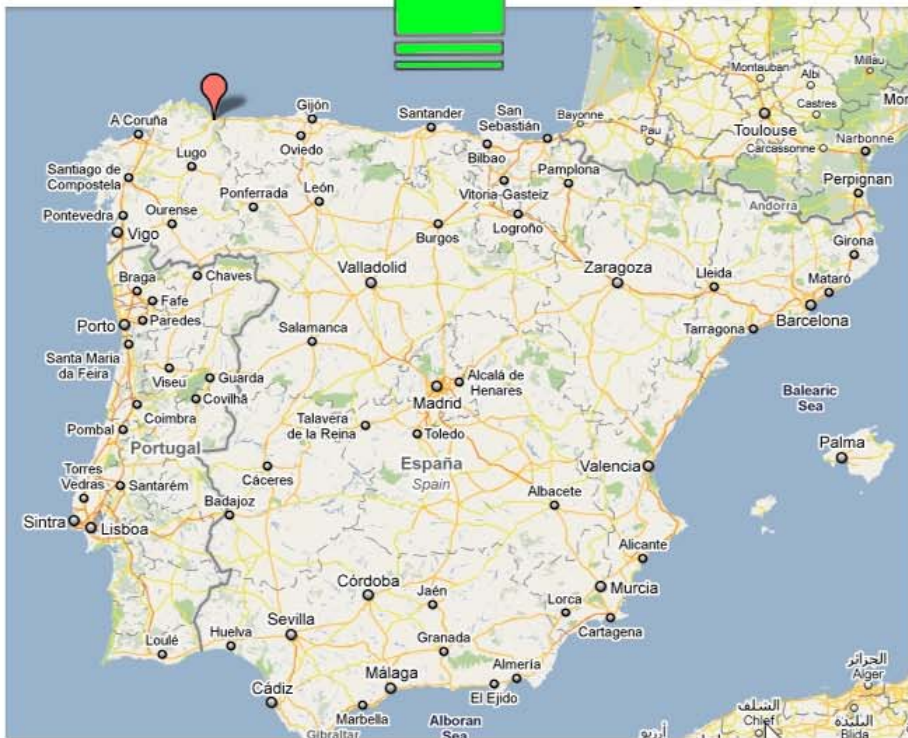 Montauban
Albi
Millau
Castres
Toulouse
Mor
Bayonne
Pau
Carcassonne
Narbonne
Perpignan
Andorra
A Coruña
Gijón
Santander
San
Sebastián
Lugo
Oviedo
Bilbao
Santiago de
Compostela
Ponferrada
León
Vitoria-Gasteiz
Pamplona
Pontevedra
Ourense
Vigo
Burgos
Logroño
Girona
Braga
Chaves
Valladolid
Zaragoza
Lleida
Mataró
Fafe
Porto
Paredes
Salamanca
Tarragona
Barcelona
Santa Maria
da Feira
Viseu
Guarda
Covilhã
Alcalá de
Henares
Madrid
Balearic
Sea
Coimbra
Pombal
Talavera
de la Reina
Toledo
Portugal
España
Spain
Valencia
Palma
Torres
Vedras
Santarém
Cáceres
Badajoz
Albacete
Sintra
Lisboa
Alicante
Córdoba
Jaén
Lorca
Murcia
Cartagena
Loulé
Huelva
Sevilla
Granada
Almería
Málaga
El Ejido
Cádiz
Marbella
Gibraltar
Alboran
Sea
الجزائر
Alger
الشلف
Chlef
البليدة
Blida